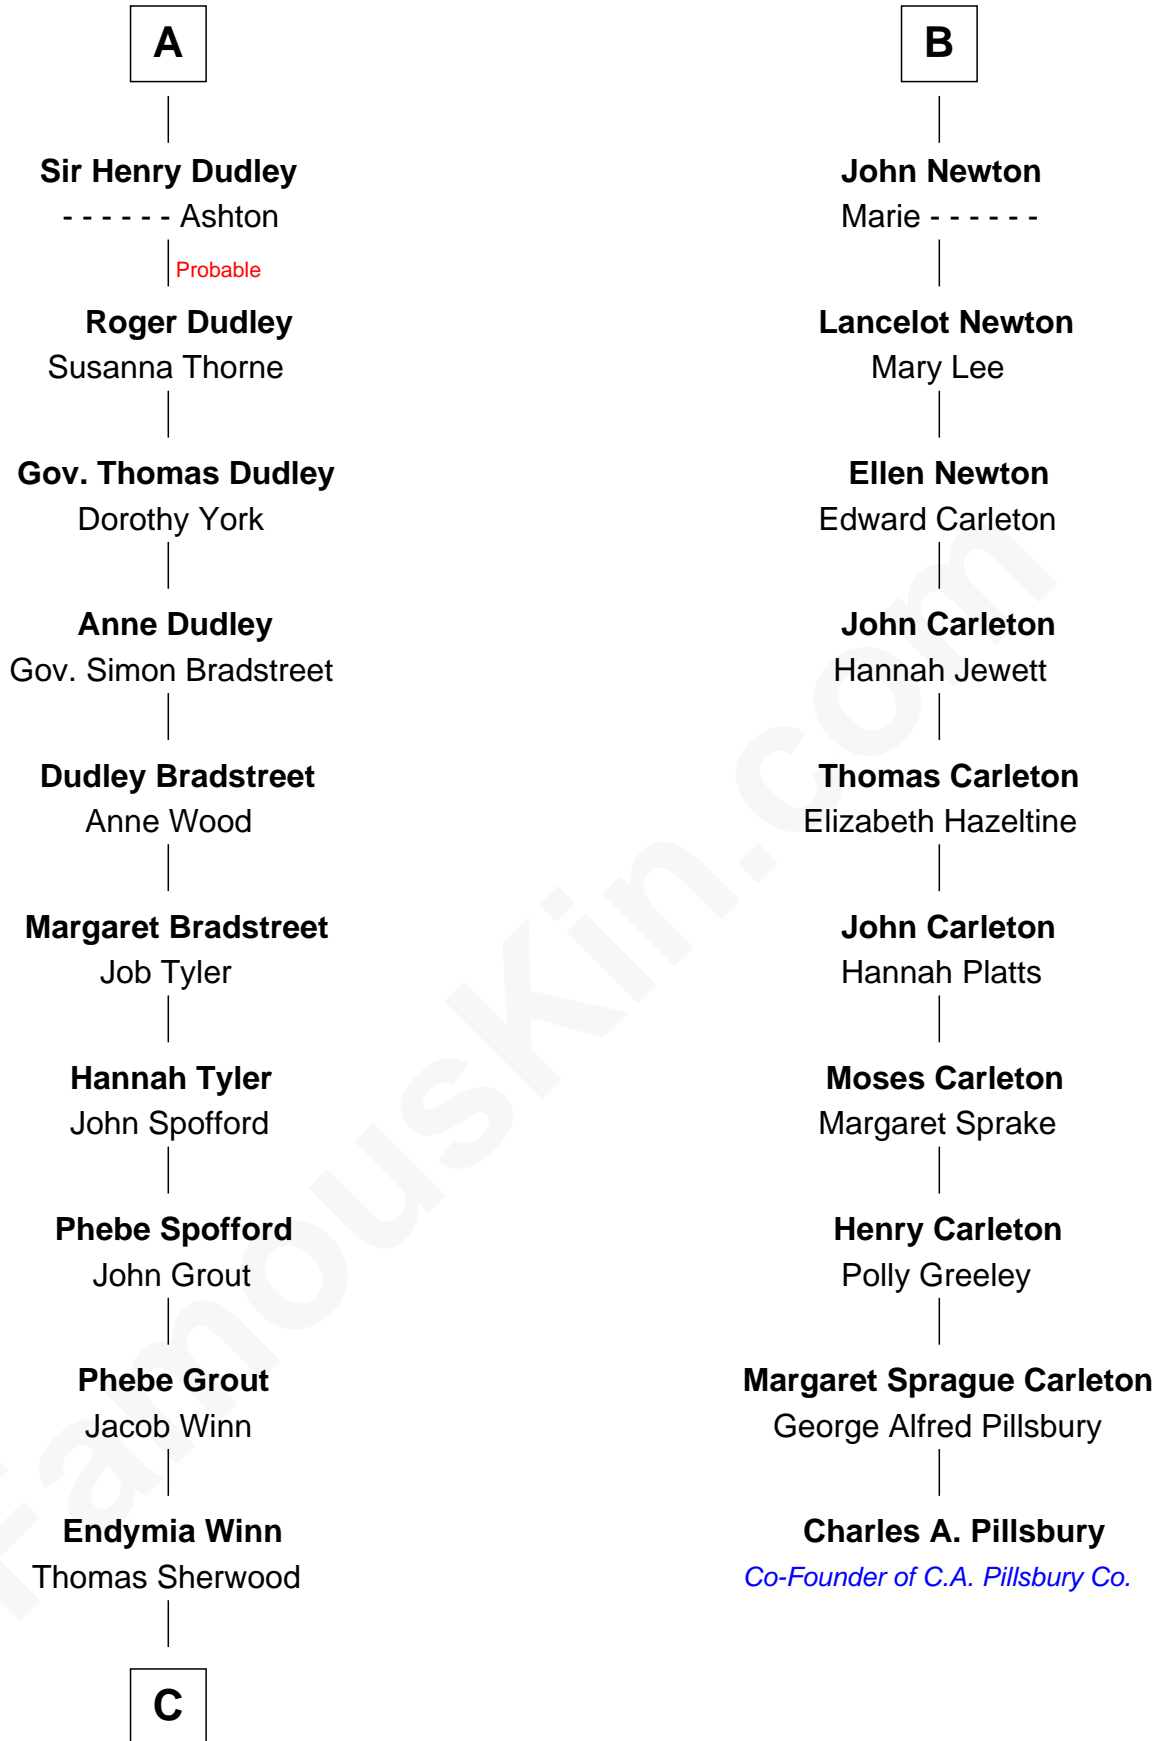 A
Sir Henry Dudley
- - - - - - Ashton
Probable
Roger Dudley
Susanna Thorne
Gov. Thomas Dudley
Dorothy York
Anne Dudley
Gov. Simon Bradstreet
Dudley Bradstreet
Anne Wood
Margaret Bradstreet
Job Tyler
Hannah Tyler
John Spofford
Phebe Spofford
John Grout
Phebe Grout
Jacob Winn
Endymia Winn
Thomas Sherwood
C
B
John Newton
Marie - - - - - -
Lancelot Newton
Mary Lee
Ellen Newton
Edward Carleton
John Carleton
Hannah Jewett
Thomas Carleton
Elizabeth Hazeltine
John Carleton
Hannah Platts
Moses Carleton
Margaret Sprake
Henry Carleton
Polly Greeley
Margaret Sprague Carleton
George Alfred Pillsbury
Charles A. Pillsbury
Co-Founder of C.A. Pillsbury Co.
FamousKin.com